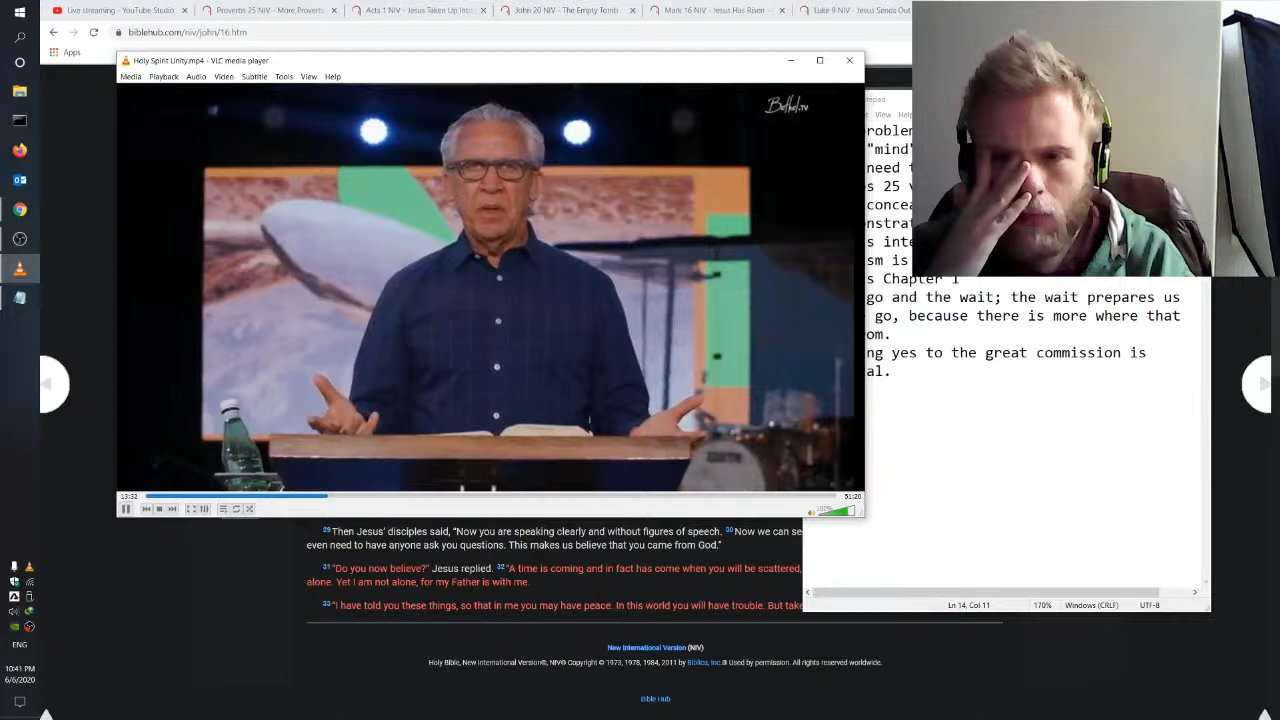 Live streaming - YouTube Studio
Proverbs 25 NIV - More Proverb
Acts 1 NIV - Jesus Taken Up Into
John 20 NIV - The Empty Tomb
Mark 16 NIV - Jesus Has Risen
Luke 9 NIV - Jesus Sends Out
biblehub.com/niv/john/16.htm
Apps
Holy Spirit Unity.mp4 - VLC media player
Media Playback Audio Video Subtitle Tools View Help
Bethel.TV
View
"mind"
need t
25 v
Chapter 1
go and the wait; the wait prepares us
go, because there is more where that
ng yes to the great commission is
al.
13:32
51:20
100%
29 Then Jesus' disciples said, "Now you are speaking clearly and without figures of speech. 30 Now we can se
even need to have anyone ask you questions. This makes us believe that you came from God."
31 "Do you now believe?" Jesus replied. 32 "A time is coming and in fact has come when you will be scattered,
alone. Yet I am not alone, for my Father is with me.
33 "I have told you these things, so that in me you may have peace. In this world you will have trouble. But take
Ln 14, Col 11
170%
Windows (CRLF)
UTF-8
New International Version (NIV)
Holy Bible, New International Version®, NIV® Copyright © 1973, 1978, 1984, 2011 by Biblica, Inc.® Used by permission. All rights reserved worldwide.
Bible Hub
ENG
10:41 PM
6/6/2020